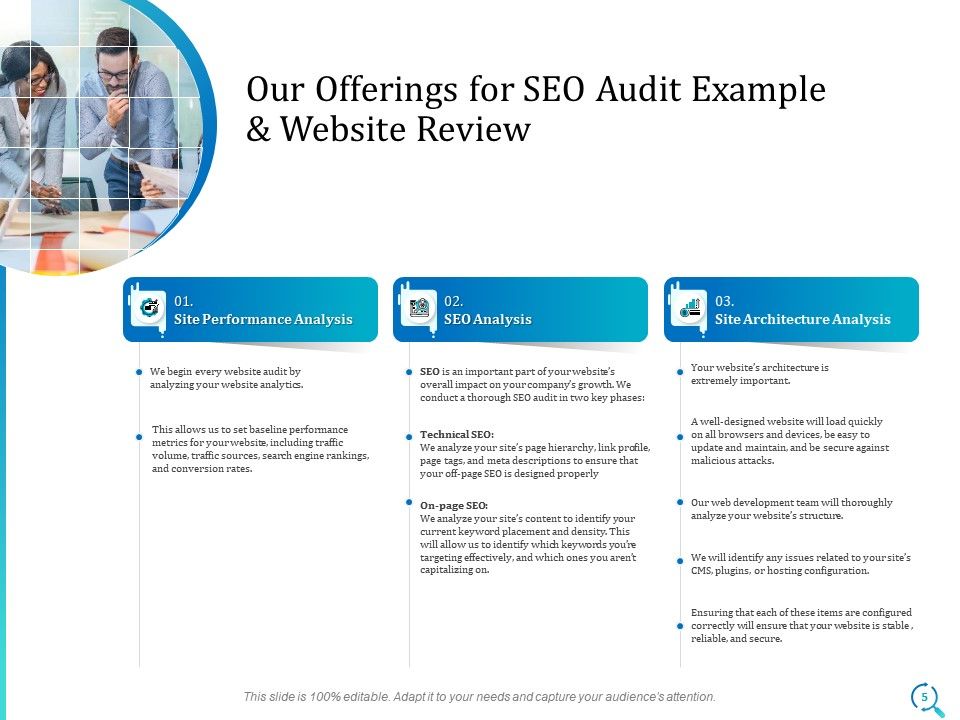 Our Offerings for SEO Audit Example
& Website Review
01.
Site Performance Analysis
We begin every website audit by
analyzing your website analytics.
This allows us to set baseline performance
metrics for your website, including traffic
volume, traffic sources, search engine rankings,
and conversion rates.
02.
SEO Analysis
SEO is an important part of your website's
overall impact on your company's growth. We
conduct a thorough SEO audit in two key phases:
Technical SEO:
We analyze your site's page hierarchy, link profile,
page tags, and meta descriptions to ensure that
your off-page SEO is designed properly
On-page SEO:
We analyze your site's content to identify your
current keyword placement and density. This
will allow us to identify which keywords you're
targeting effectively, and which ones you aren't
capitalizing on.
03.
Site Architecture Analysis
Your website's architecture is
extremely important.
A well-designed website will load quickly
on all browsers and devices, be easy to
update and maintain, and be secure against
malicious attacks.
Our web development team will thoroughly
analyze your website's structure.
We will identify any issues related to your site's
CMS, plugins, or hosting configuration.
Ensuring that each of these items are configured
correctly will ensure that your website is stable ,
reliable, and secure.
This slide is 100% editable. Adapt it to your needs and capture your audience's attention.
5